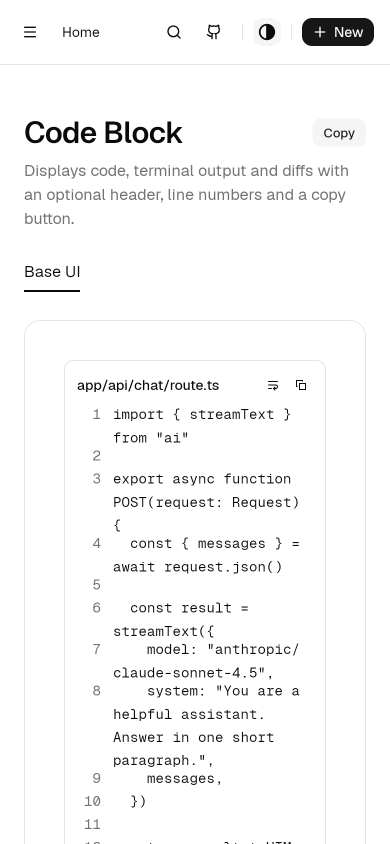 Home
New
Code Block
Copy
Displays code, terminal output and diffs with
an optional header, line numbers and a copy
button.
Base UI
app/api/chat/route.ts
1 import { streamText }
from "ai"
2
3 export async function
POST(request: Request)
{
4 const { messages } =
await request.json()
5
6 const result =
streamText({
7 model: "anthropic/
claude-sonnet-4.5",
8 system: "You are a
helpful assistant.
Answer in one short
paragraph.",
9 messages,
10 })
11